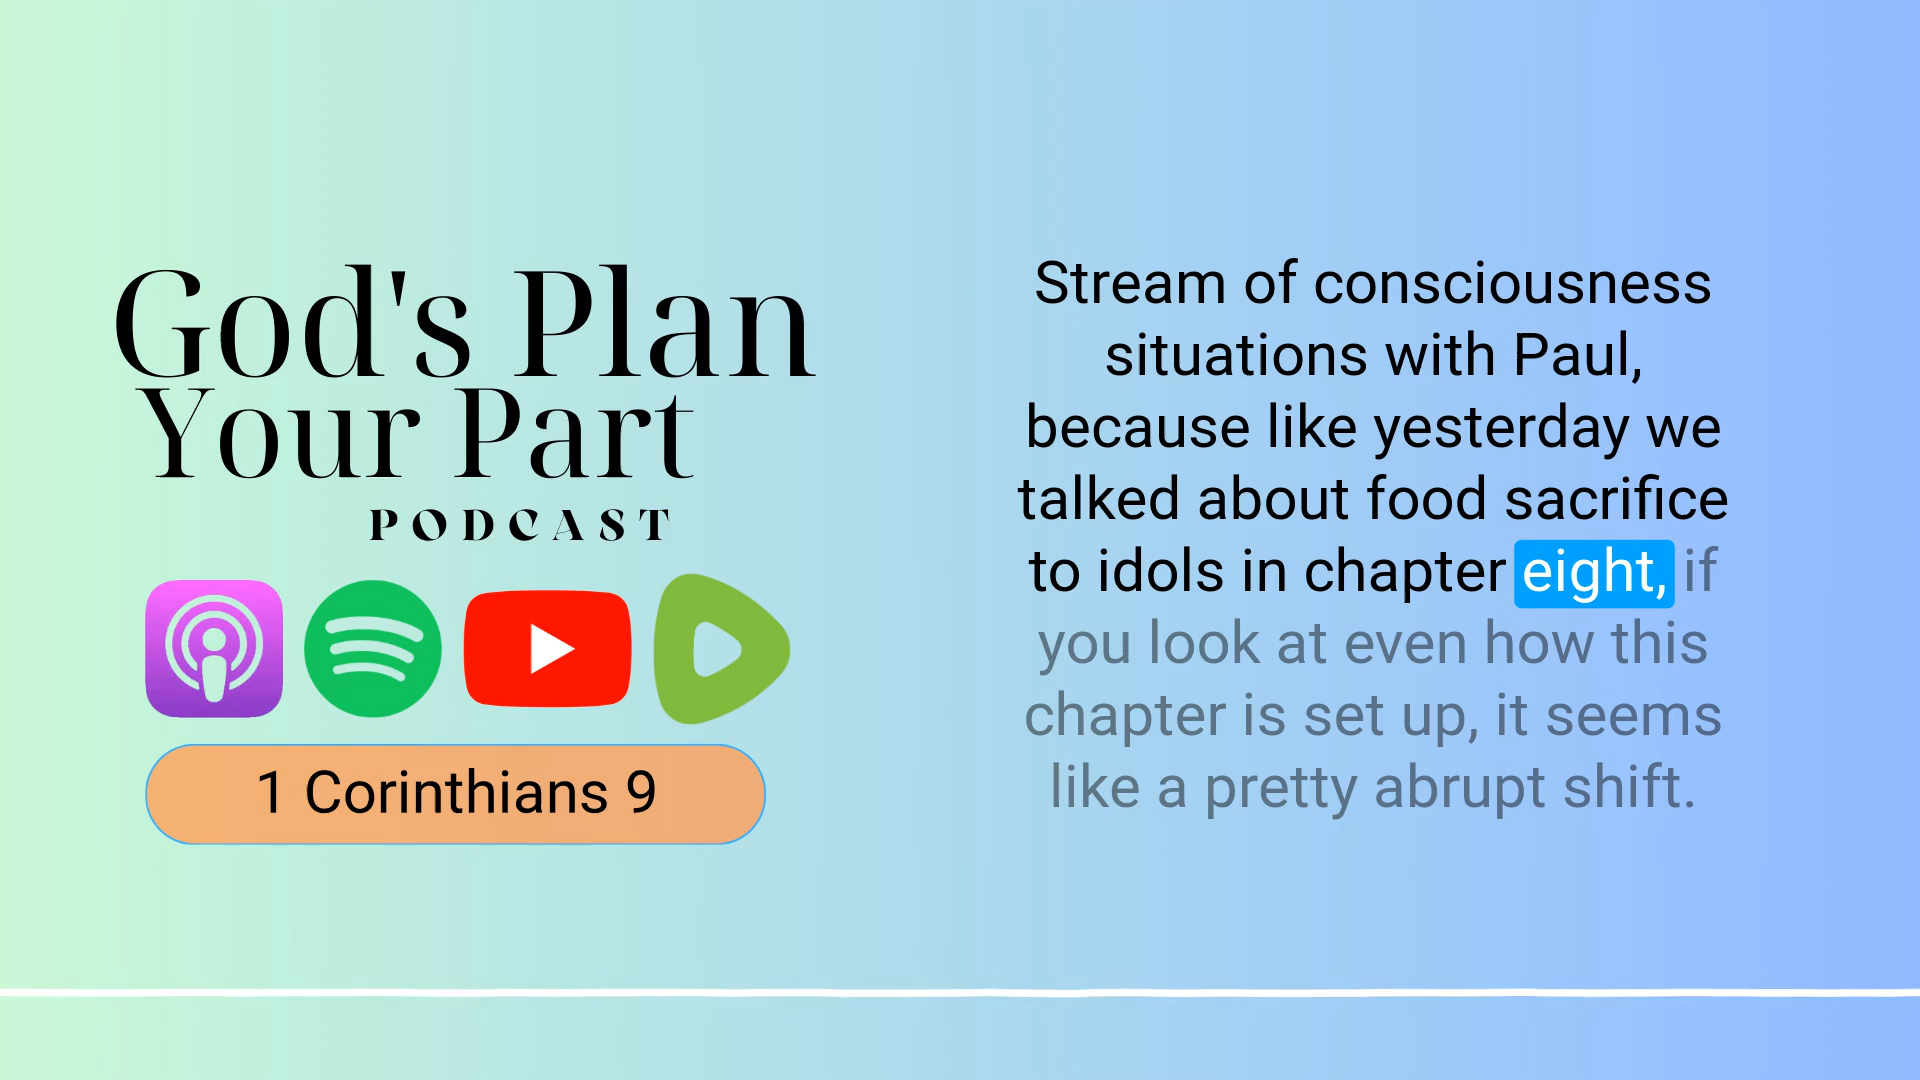 God's Plan
Your Part
PODCAST
1 Corinthians 9
Stream of consciousness
situations with Paul,
because like yesterday we
talked about food sacrifice
to idols in chapter eight, if
you look at even how this
chapter is set up, it seems
like a pretty abrupt shift.